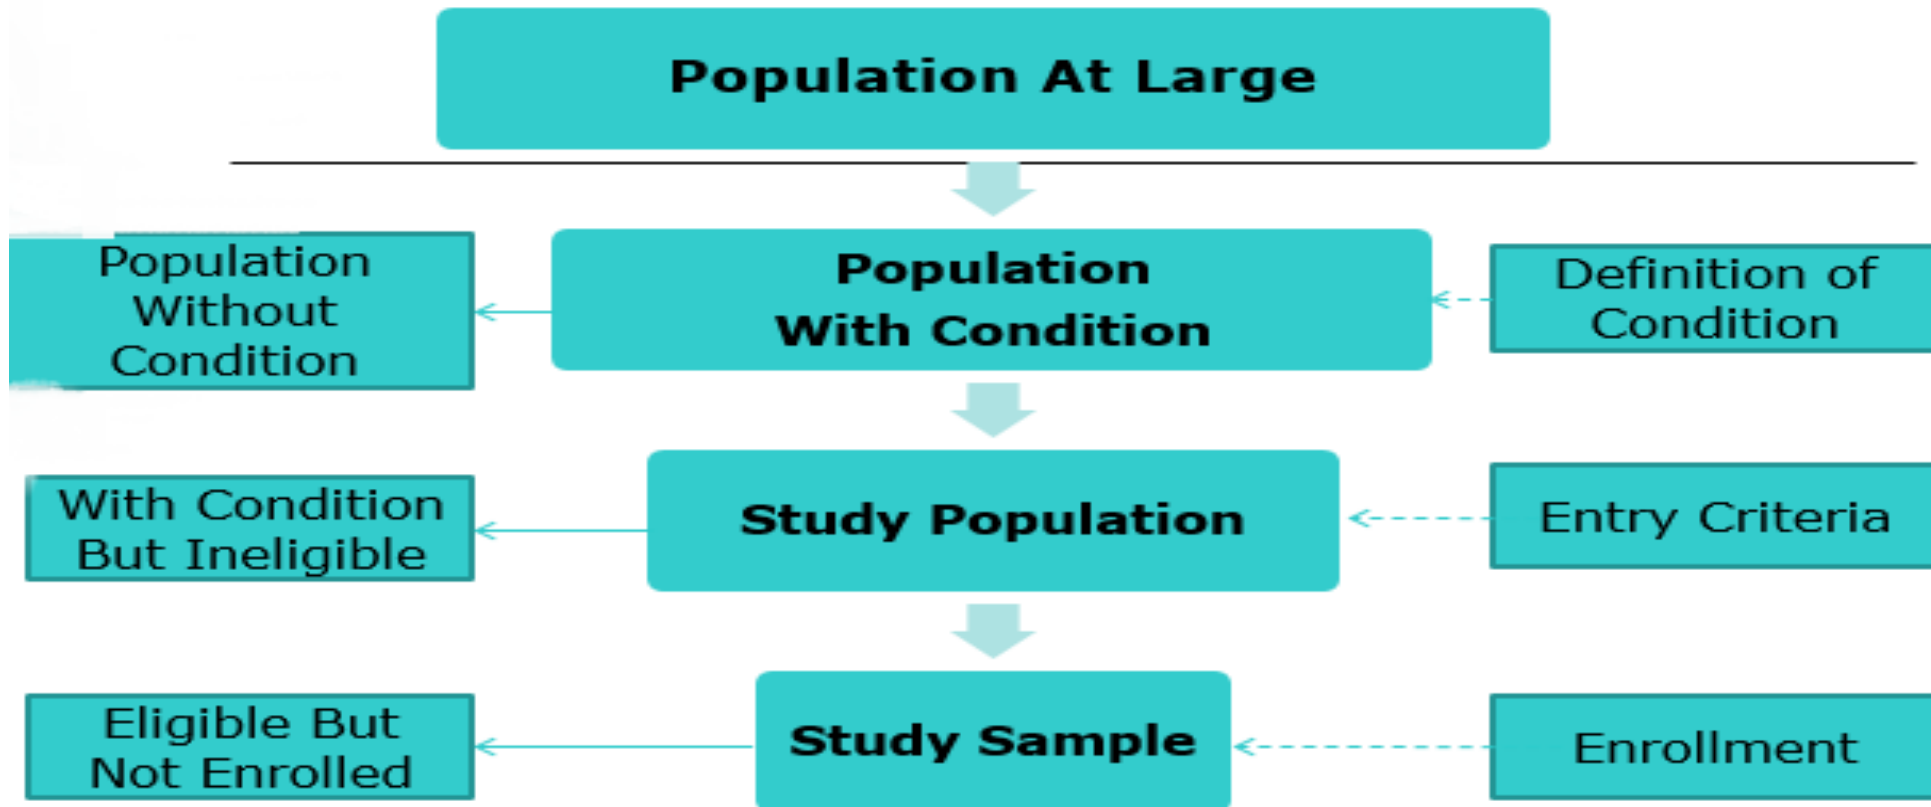 Population At Large
Population
Without
Condition
Population
With Condition
Definition of
Condition
With Condition
But Ineligible
Study Population
Entry Criteria
Eligible But
Not Enrolled
Study Sample
Enrollment